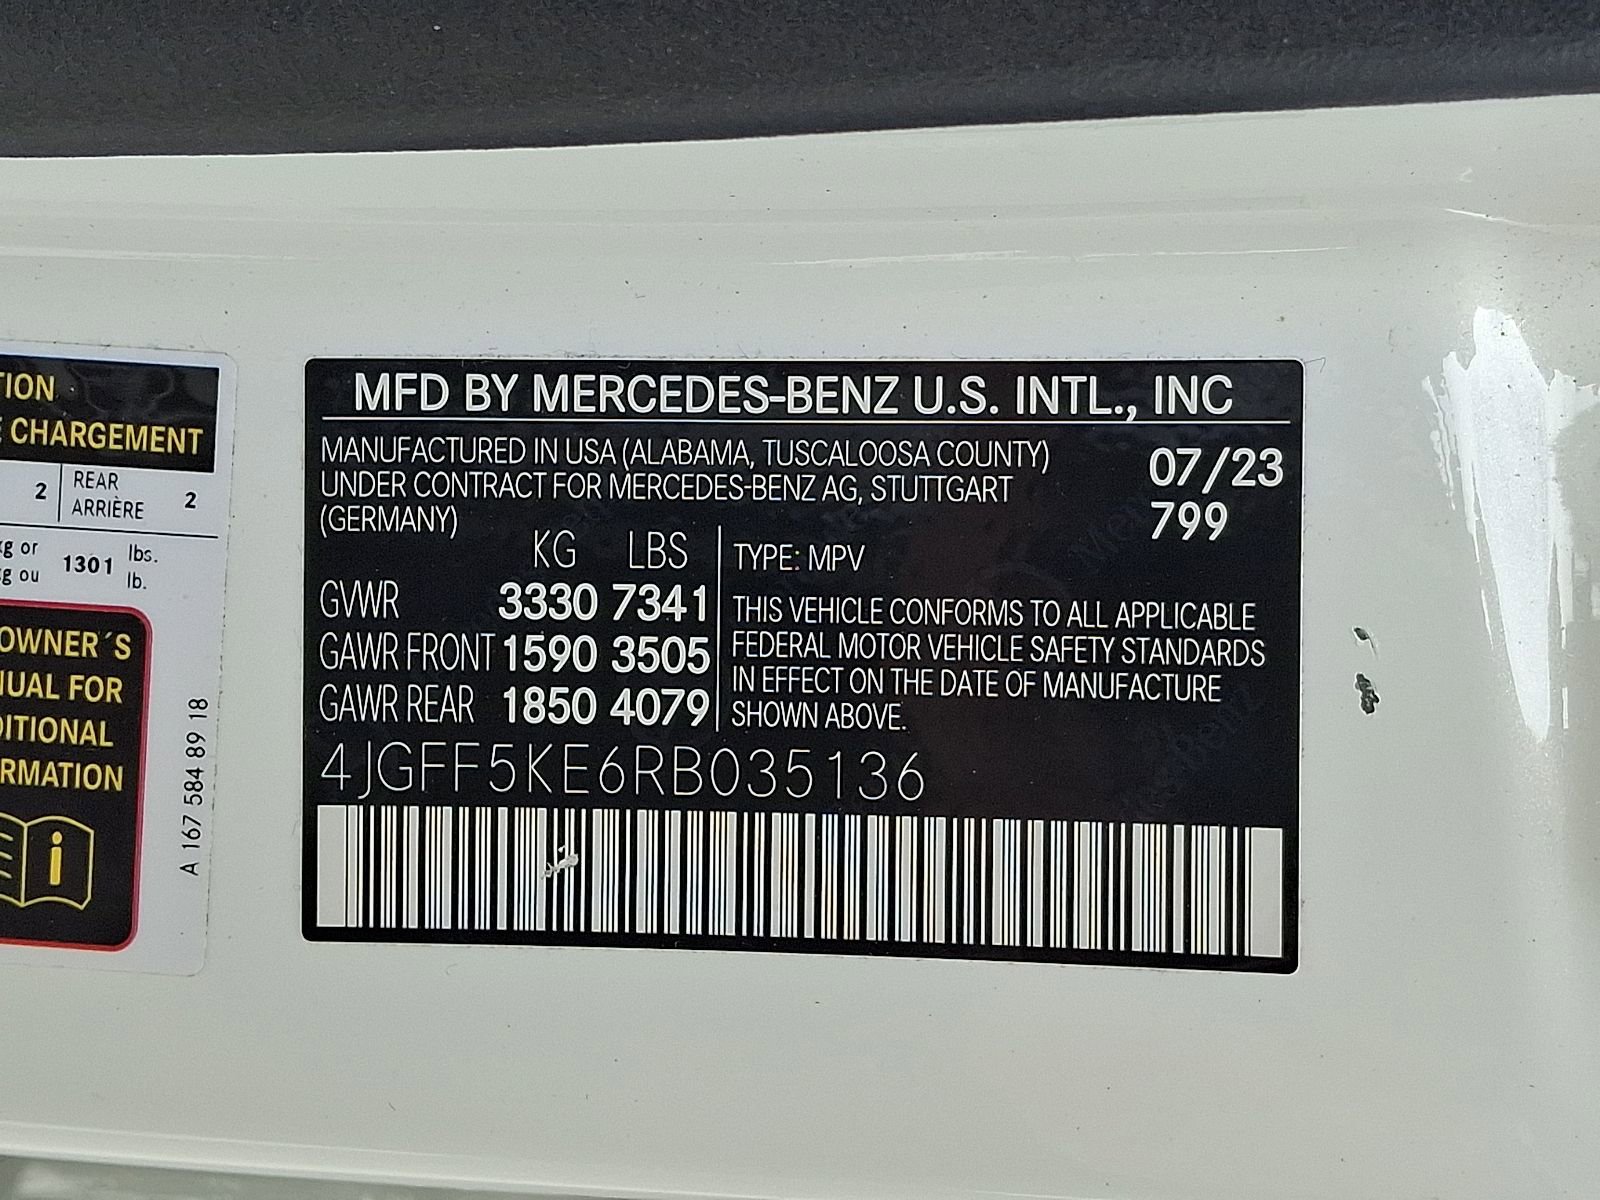 TION
E CHARGEMENT
2 REAR 2
ARRIÈRE
kg or 1301 lbs.
kg ou lb.
OWNER´S
NUAL FOR
DITIONAL
RMATION
i
A 167 584 89 18
MFD BY MERCEDES-BENZ U.S. INTL., INC
MANUFACTURED IN USA (ALABAMA, TUSCALOOSA COUNTY)
UNDER CONTRACT FOR MERCEDES-BENZ AG, STUTTGART
(GERMANY)
07/23
799
KG LBS
GVWR 3330 7341
GAWR FRONT 1590 3505
GAWR REAR 1850 4079
TYPE: MPV
THIS VEHICLE CONFORMS TO ALL APPLICABLE
FEDERAL MOTOR VEHICLE SAFETY STANDARDS
IN EFFECT ON THE DATE OF MANUFACTURE
SHOWN ABOVE.
4JGFF5KE6RB035136